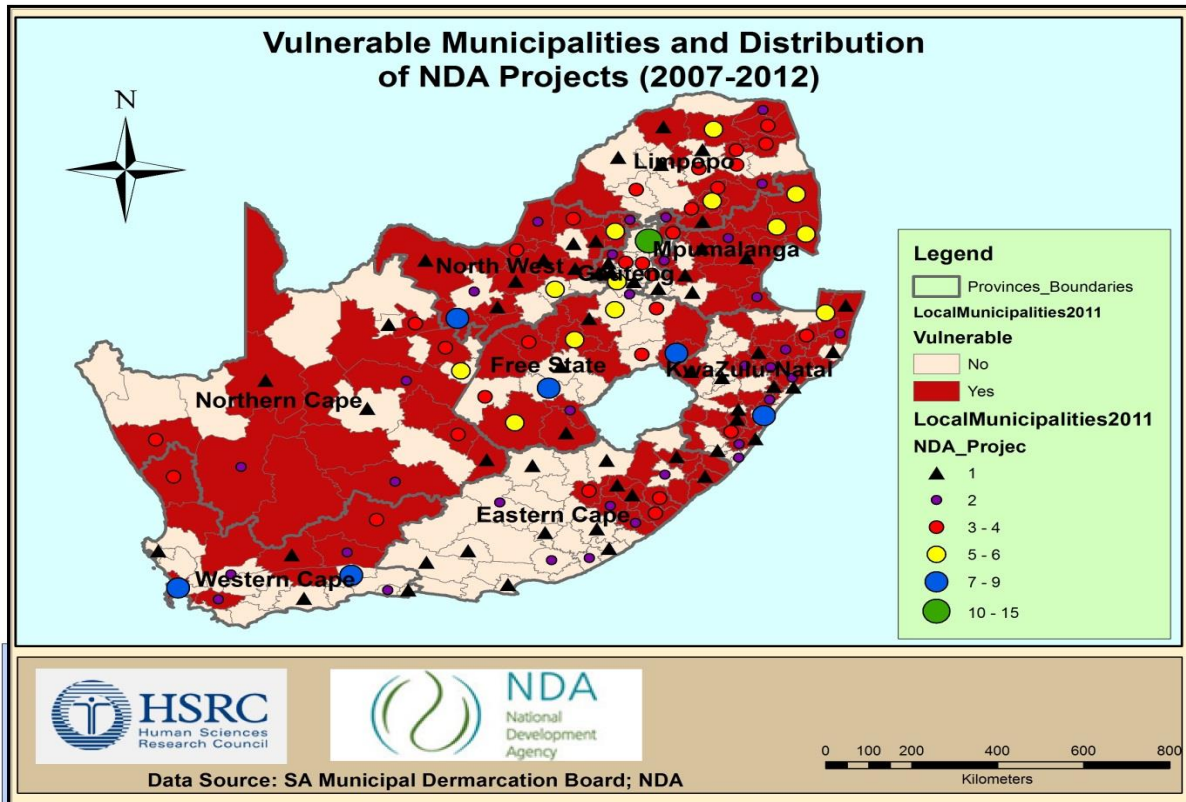 Vulnerable Municipalities and Distribution
of NDA Projects (2007-2012)
N
Limpopo
Mpumalanga
North West
Gauteng
Free State
KwaZulu-Natal
Northern Cape
Eastern Cape
Western Cape
Legend
Provinces_Boundaries
LocalMunicipalities2011
Vulnerable
No
Yes
LocalMunicipalities2011
NDA_Projec
1
2
3 - 4
5 - 6
7 - 9
10 - 15
HSRC
Human Sciences
Research Council
NDA
National
Development
Agency
Data Source: SA Municipal Dermarcation Board; NDA
0 100 200 400 600 800
Kilometers